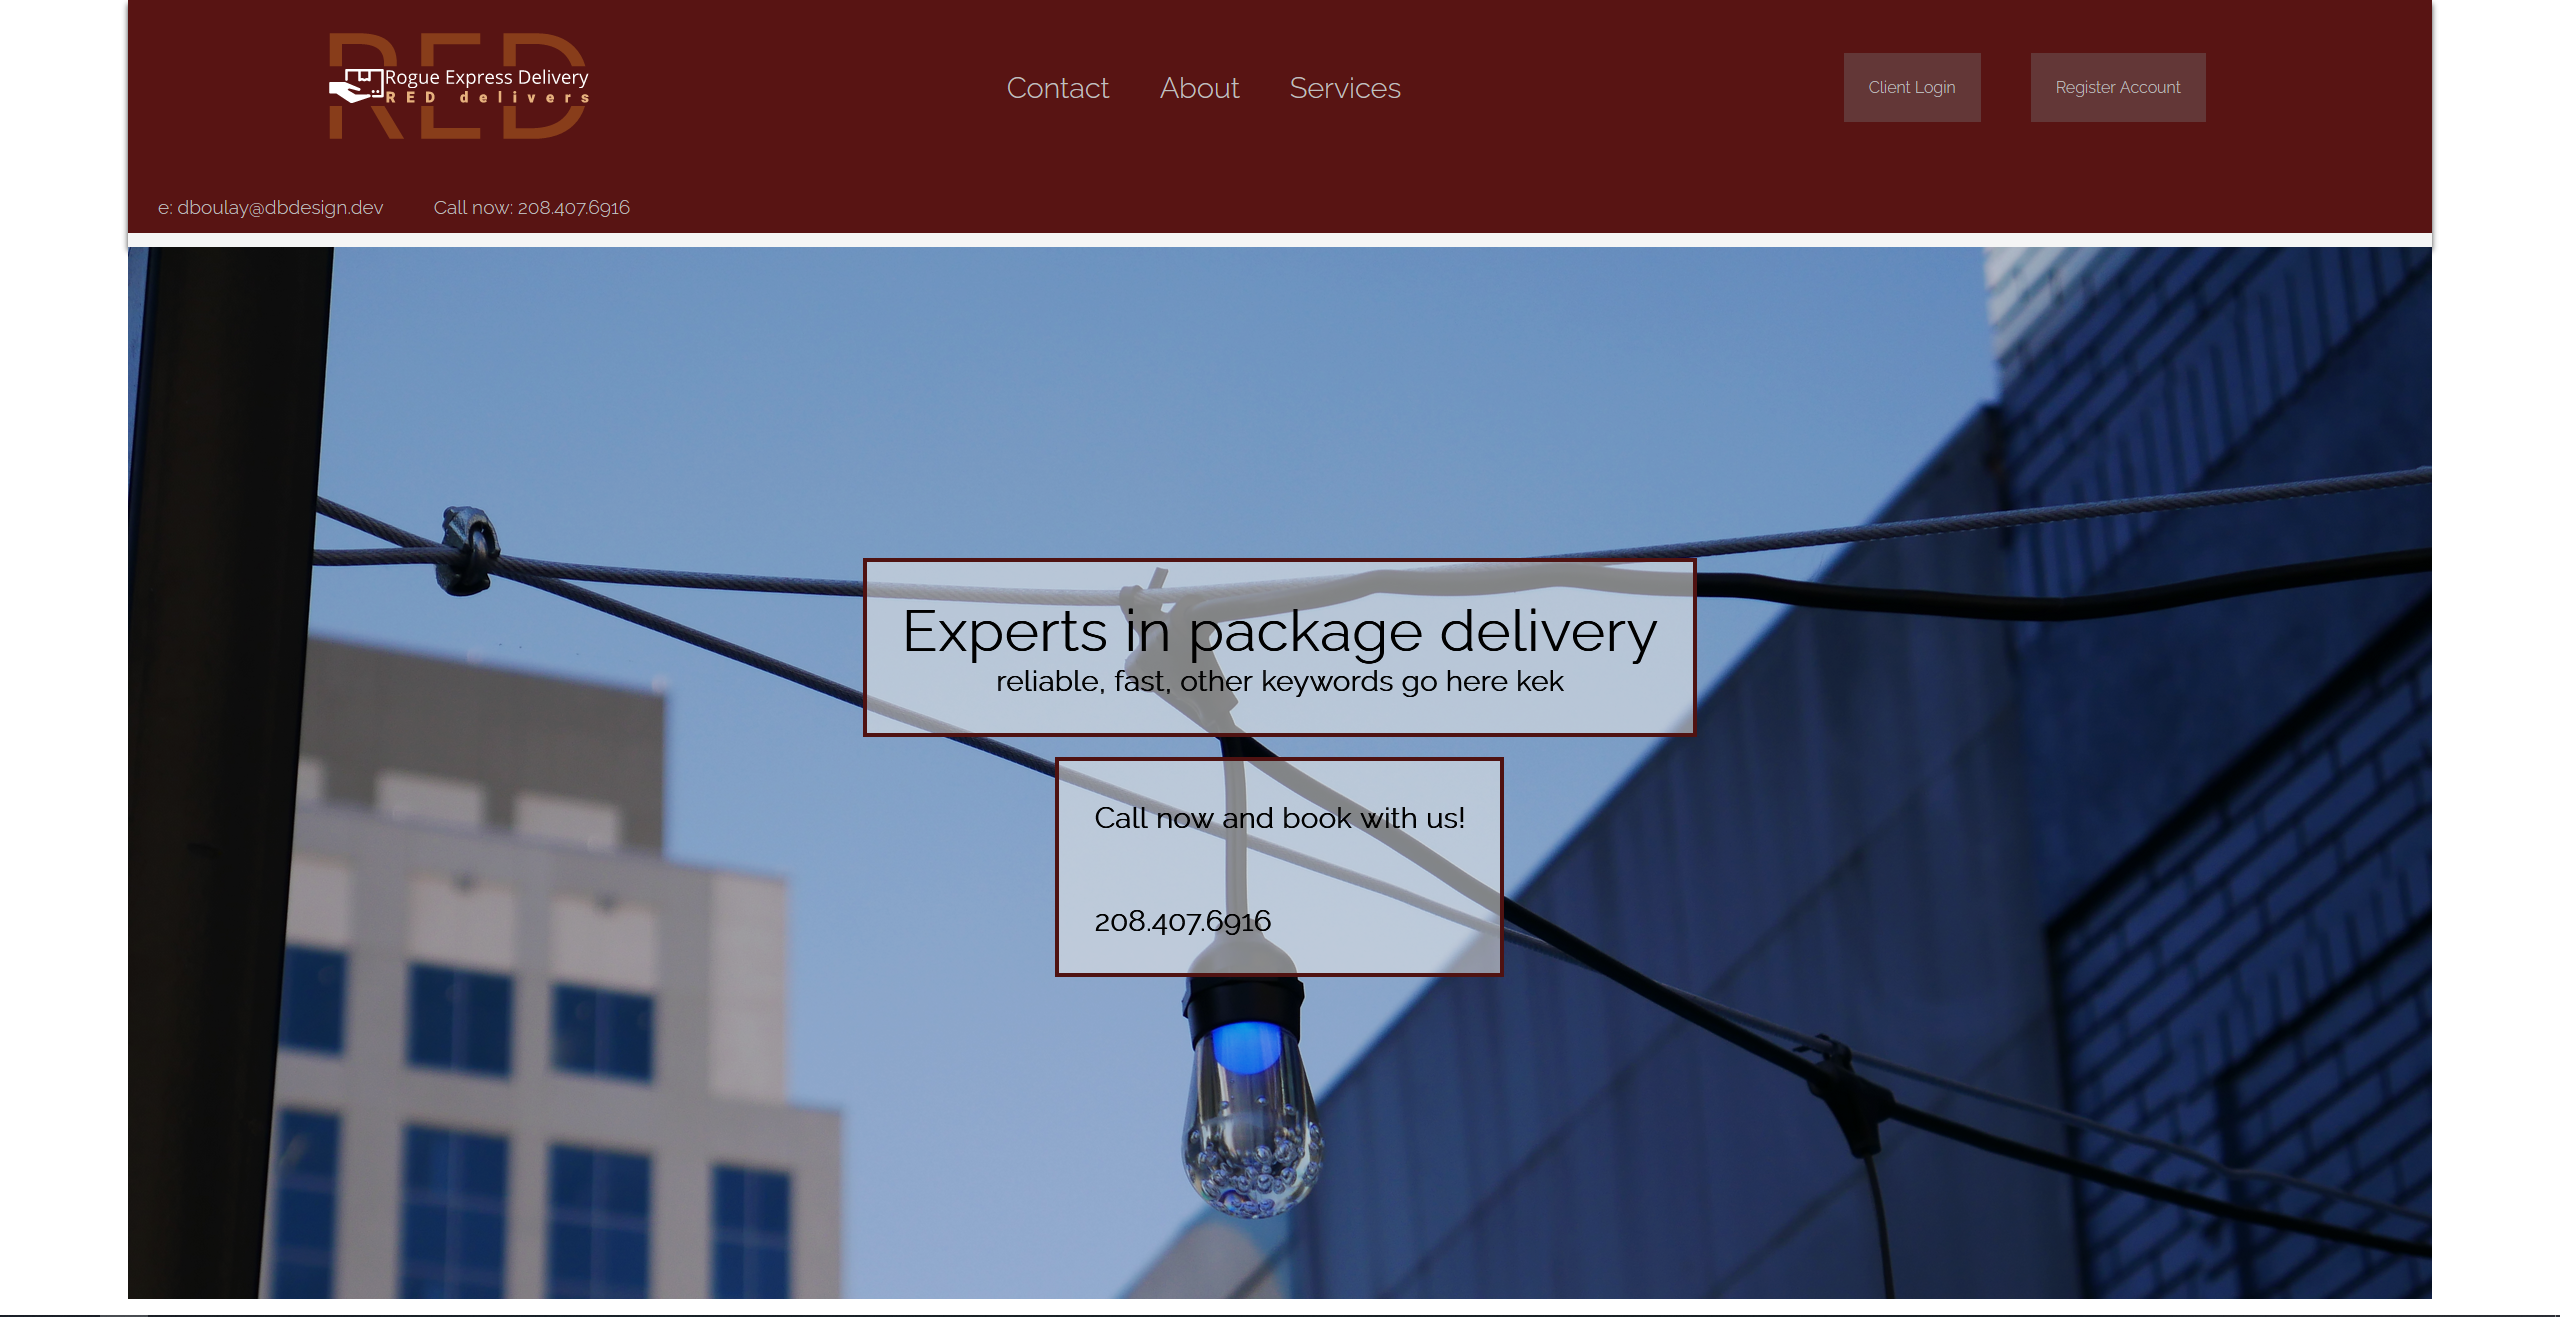 RED
Rogue Express Delivery
RED delivers
Contact About Services
Client Login Register Account
e: dboulay@dbdesign.dev Call now: 208.407.6916
Experts in package delivery
reliable, fast, other keywords go here kek
Call now and book with us!
208.407.6916